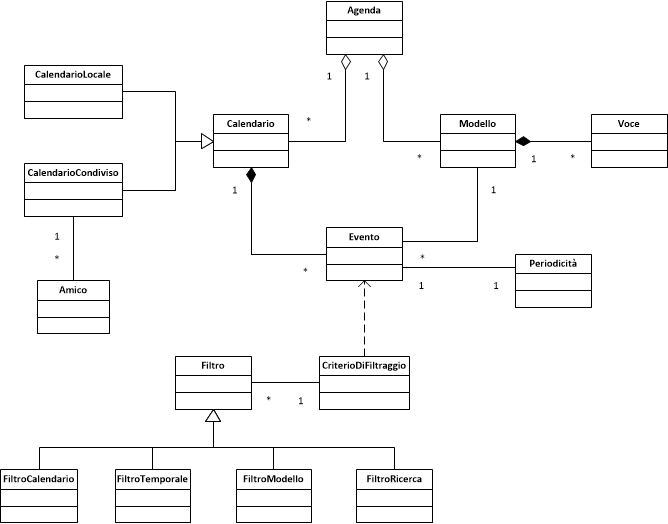 Agenda
1
1
CalendarioLocale
Calendario
*
Modello
Voce
*
1
*
CalendarioCondiviso
1
1
1
*
Evento
*
*
Periodicità
1
1
Amico
Filtro
CriterioDiFiltraggio
*
1
FiltroCalendario
FiltroTemporale
FiltroModello
FiltroRicerca